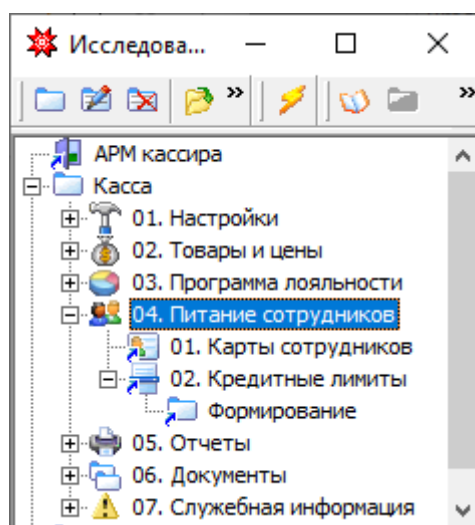 Исследова...
АРМ кассира
Касса
01. Настройки
02. Товары и цены
03. Программа лояльности
04. Питание сотрудников
01. Карты сотрудников
02. Кредитные лимиты
Формирование
05. Отчеты
06. Документы
07. Служебная информация